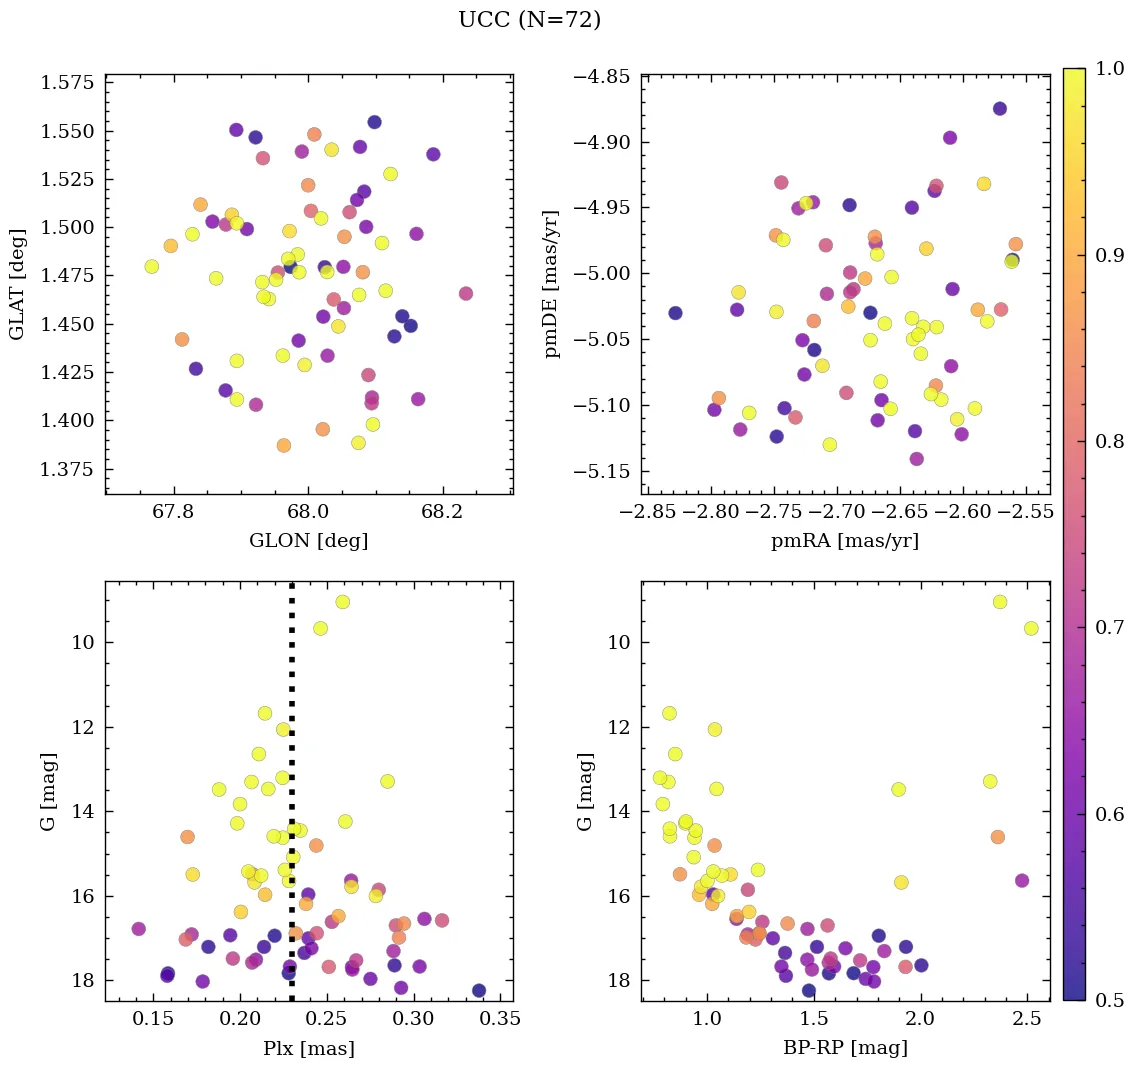 UCC (N=72)
1.575
1.550
1.525
1.500
1.475
1.450
1.425
1.400
1.375
GLAT [deg]
67.8 68.0 68.2
GLON [deg]
−4.85
−4.90
−4.95
−5.00
−5.05
−5.10
−5.15
pmDE [mas/yr]
−2.85 −2.80 −2.75 −2.70 −2.65 −2.60 −2.55
pmRA [mas/yr]
10
12
14
16
18
G [mag]
0.15 0.20 0.25 0.30 0.35
Plx [mas]
10
12
14
16
18
G [mag]
1.0 1.5 2.0 2.5
BP-RP [mag]
1.0
0.9
0.8
0.7
0.6
0.5